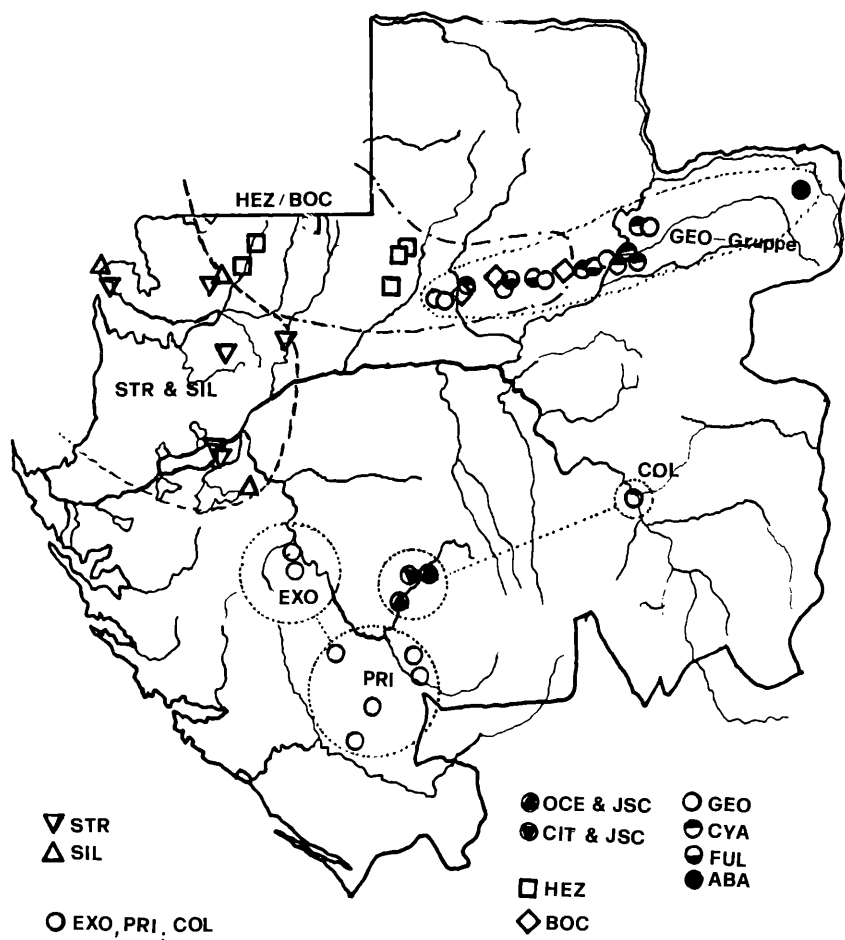 HEZ/BOC
GEO-Gruppe
STR & SIL
COL
EXO
PRI
STR
SIL
EXO, PRI, COL
OCE & JSC
CIT & JSC
HEZ
BOC
GEO
CYA
FUL
ABA